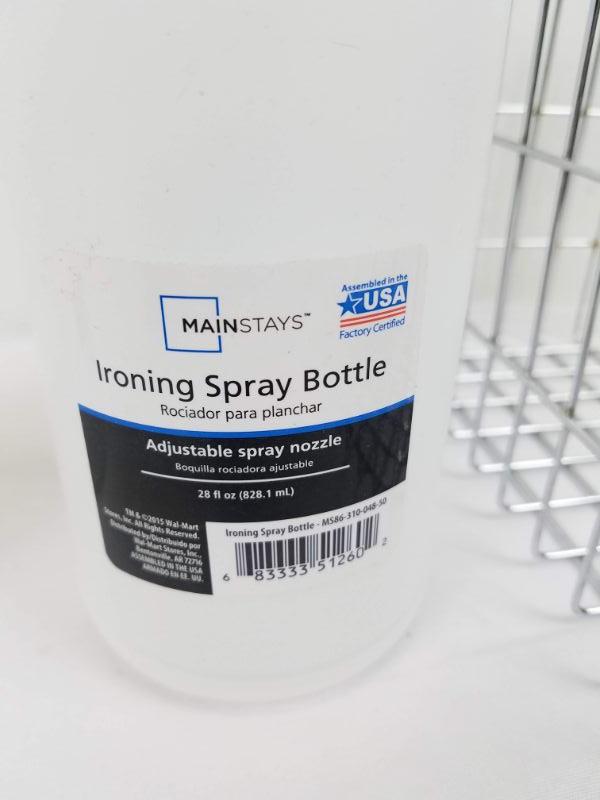 MAINSTAYS™
Assembled in the
USA
Factory Certified
Ironing Spray Bottle
Rociador para planchar
Adjustable spray nozzle
Boquilla rociadora ajustable
28 fl oz (828.1 mL)
TM & ©2015 Wal-Mart
Stores, Inc. All Rights Reserved.
Distributed by/Distribuido por
Wal-Mart Stores, Inc.,
Bentonville, AR 72716
ASSEMBLED IN THE USA
ARMADO EN EE. UU.
Ironing Spray Bottle - MS86-310-048-50
6 83333 51260 2